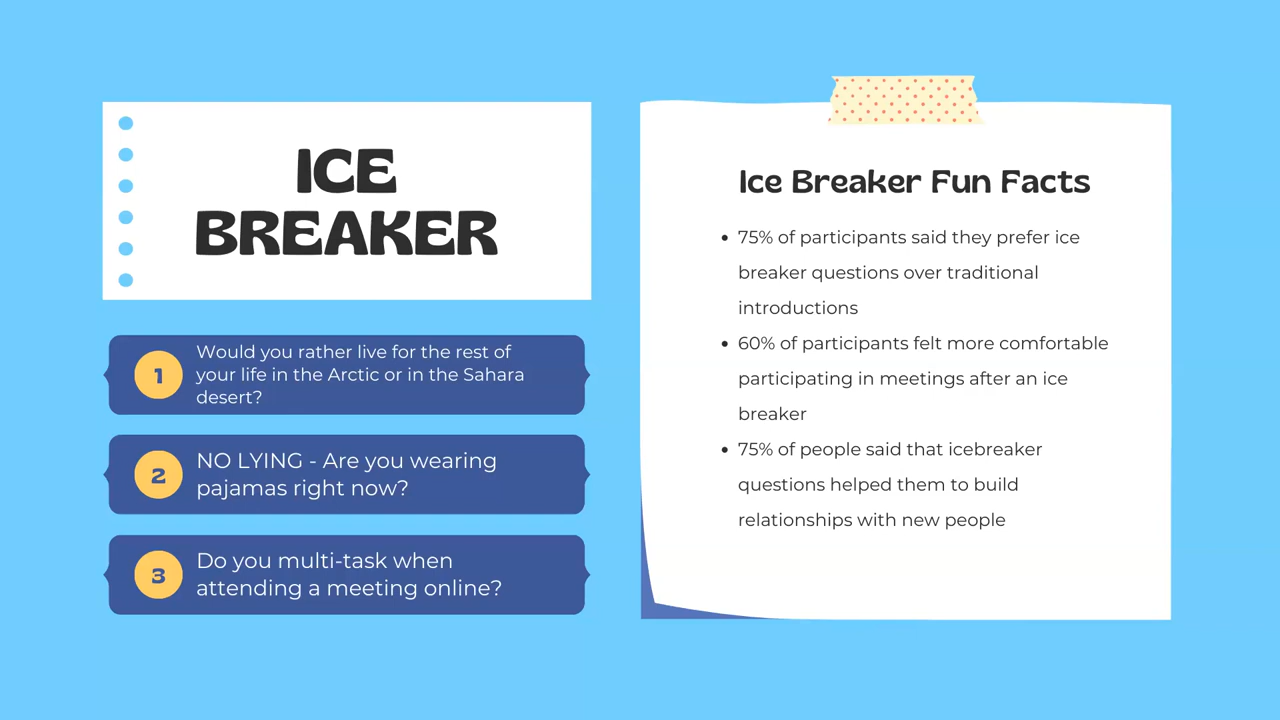 ICE
BREAKER
1
Would you rather live for the rest of
your life in the Arctic or in the Sahara
desert?
2
NO LYING - Are you wearing
pajamas right now?
3
Do you multi-task when
attending a meeting online?
Ice Breaker Fun Facts
• 75% of participants said they prefer ice
breaker questions over traditional
introductions
• 60% of participants felt more comfortable
participating in meetings after an ice
breaker
• 75% of people said that icebreaker
questions helped them to build
relationships with new people